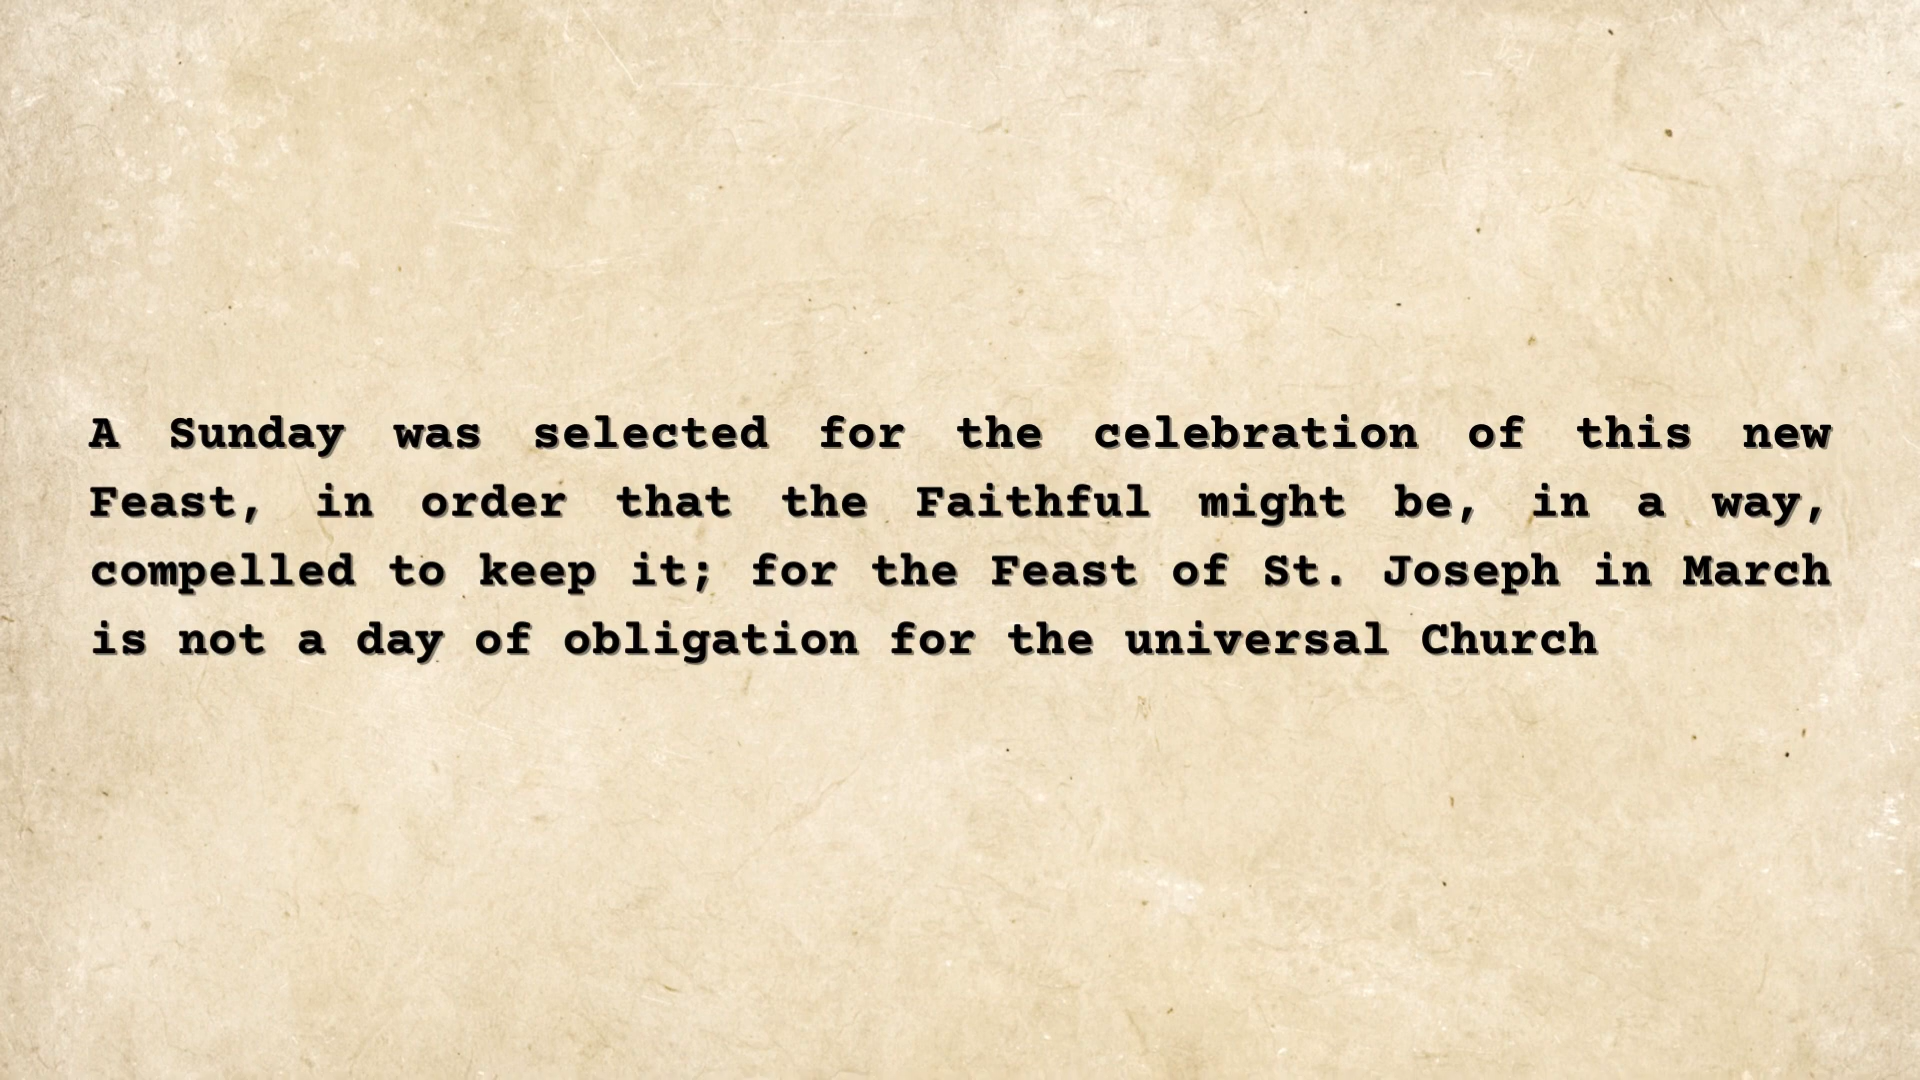 A Sunday was selected for the celebration of this new
Feast, in order that the Faithful might be, in a way,
compelled to keep it; for the Feast of St. Joseph in March
is not a day of obligation for the universal Church